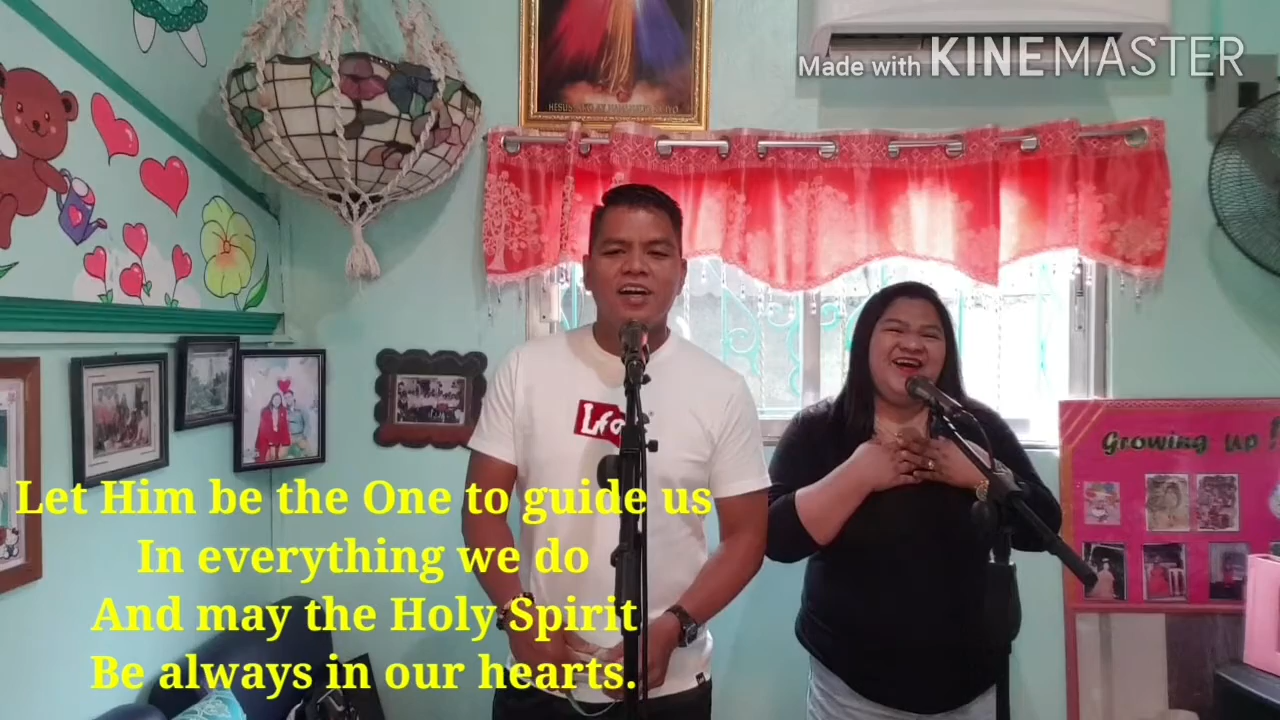 Made with KINEMASTER
Growing up
Let Him be the One to guide us
In everything we do
And may the Holy Spirit
Be always in our hearts.